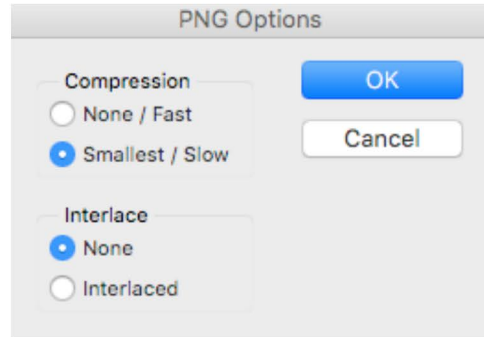 PNG Options
Compression
None / Fast
Smallest / Slow
OK
Cancel
Interlace
None
Interlaced